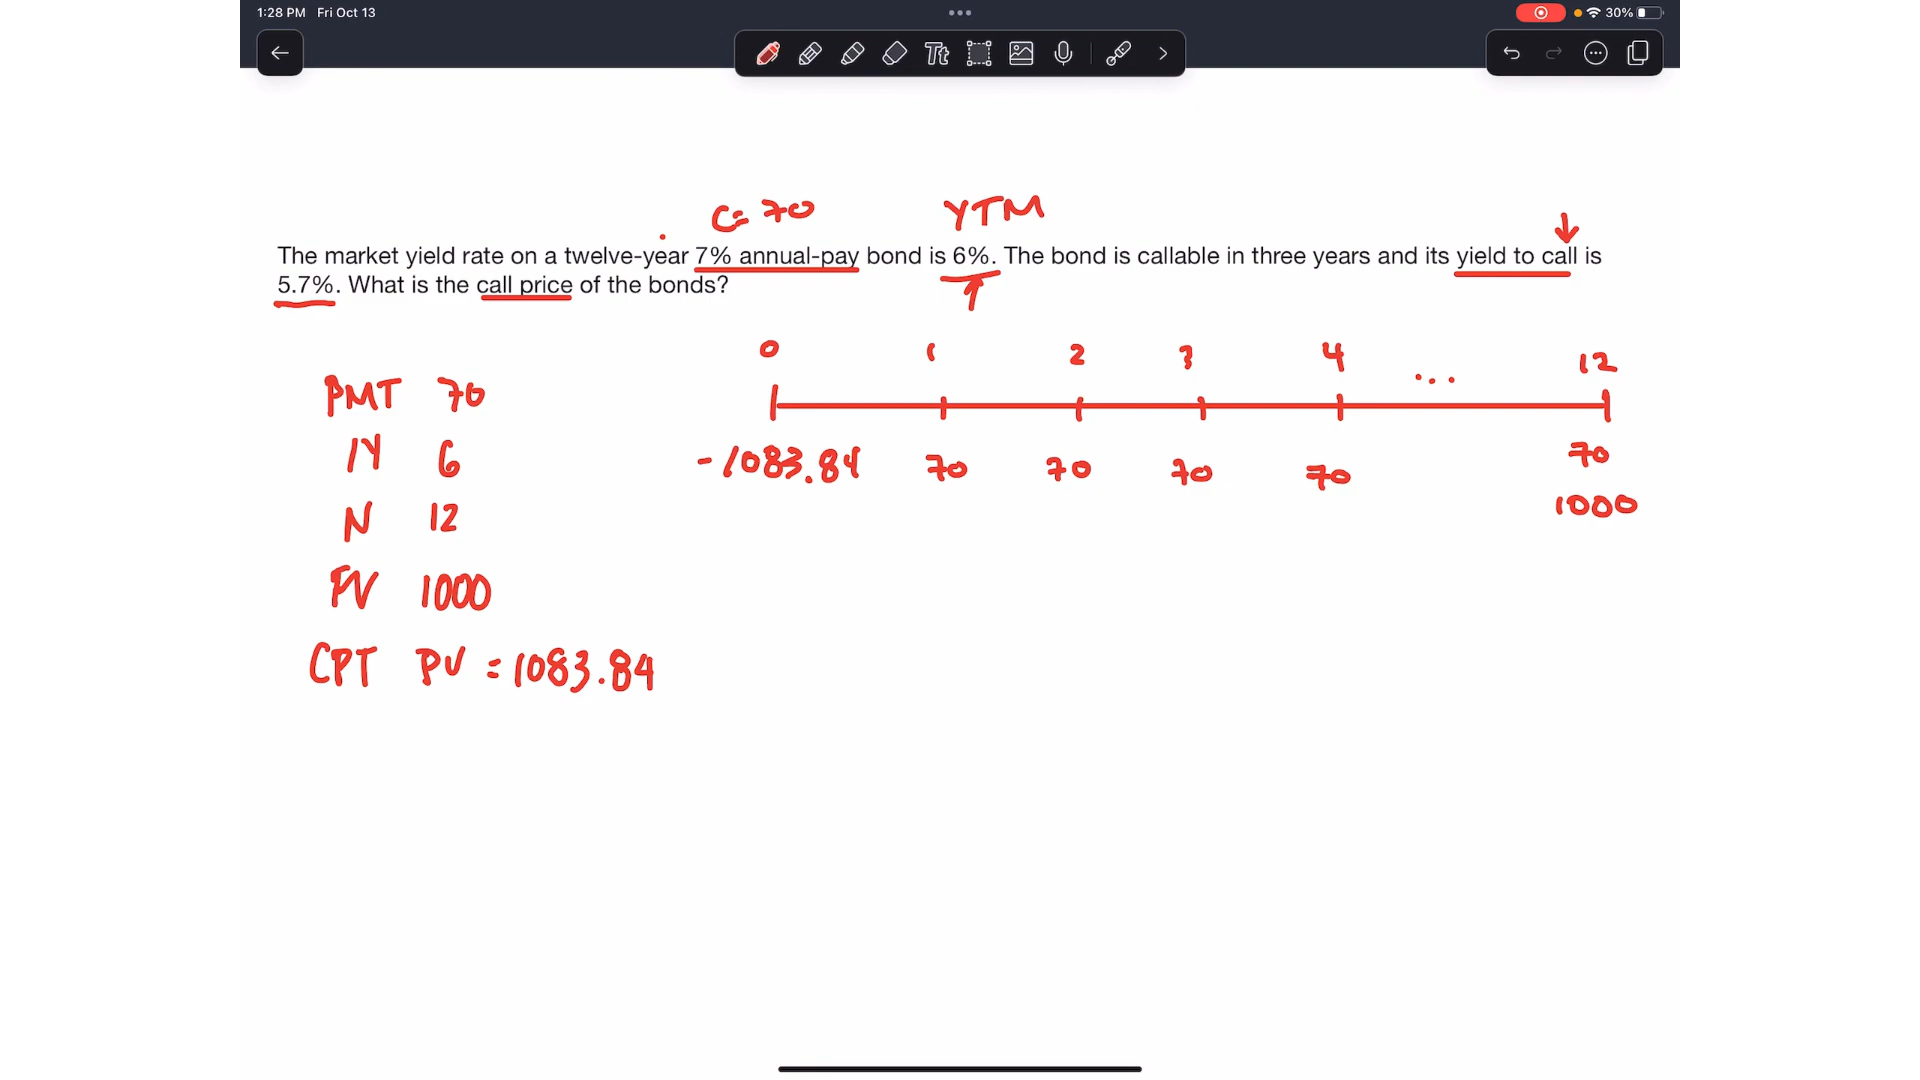 1:28 PM Fri Oct 13
30%
Tt
C= 70 YTM
The market yield rate on a twelve-year 7% annual-pay bond is 6%. The bond is callable in three years and its yield to call is
5.7%. What is the call price of the bonds?
0 1 2 3 4 ... 12
PMT 70
IY 6
-1083.84 70 70 70 70 70
1000
N 12
FV 1000
CPT PV = 1083.84